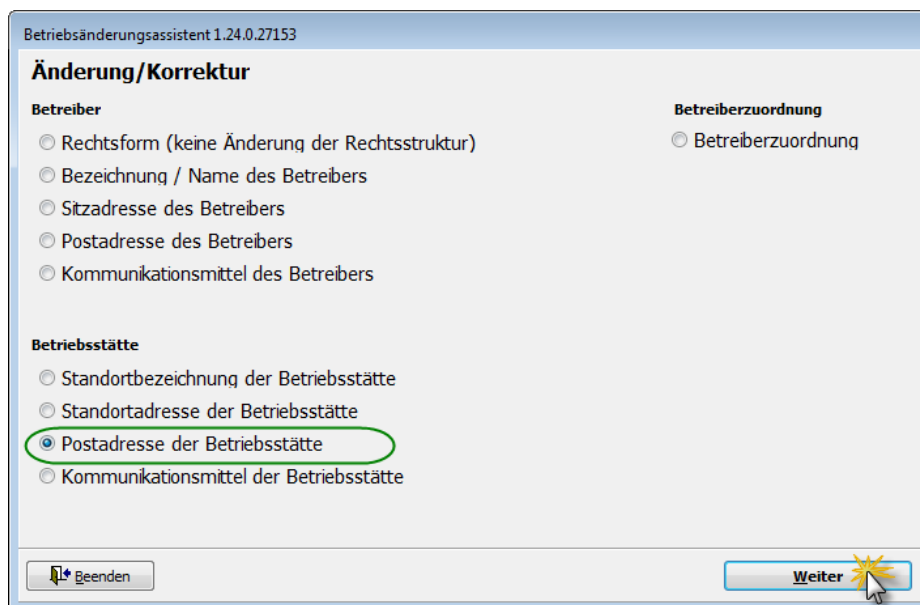 Betriebsänderungsassistent 1.24.0.27153
Änderung/Korrektur
Betreiber
Rechtsform (keine Änderung der Rechtsstruktur)
Bezeichnung / Name des Betreibers
Sitzadresse des Betreibers
Postadresse des Betreibers
Kommunikationsmittel des Betreibers
Betreiberzuordnung
Betreiberzuordnung
Betriebsstätte
Standortbezeichnung der Betriebsstätte
Standortadresse der Betriebsstätte
Postadresse der Betriebsstätte
Kommunikationsmittel der Betriebsstätte
Beenden
Weiter